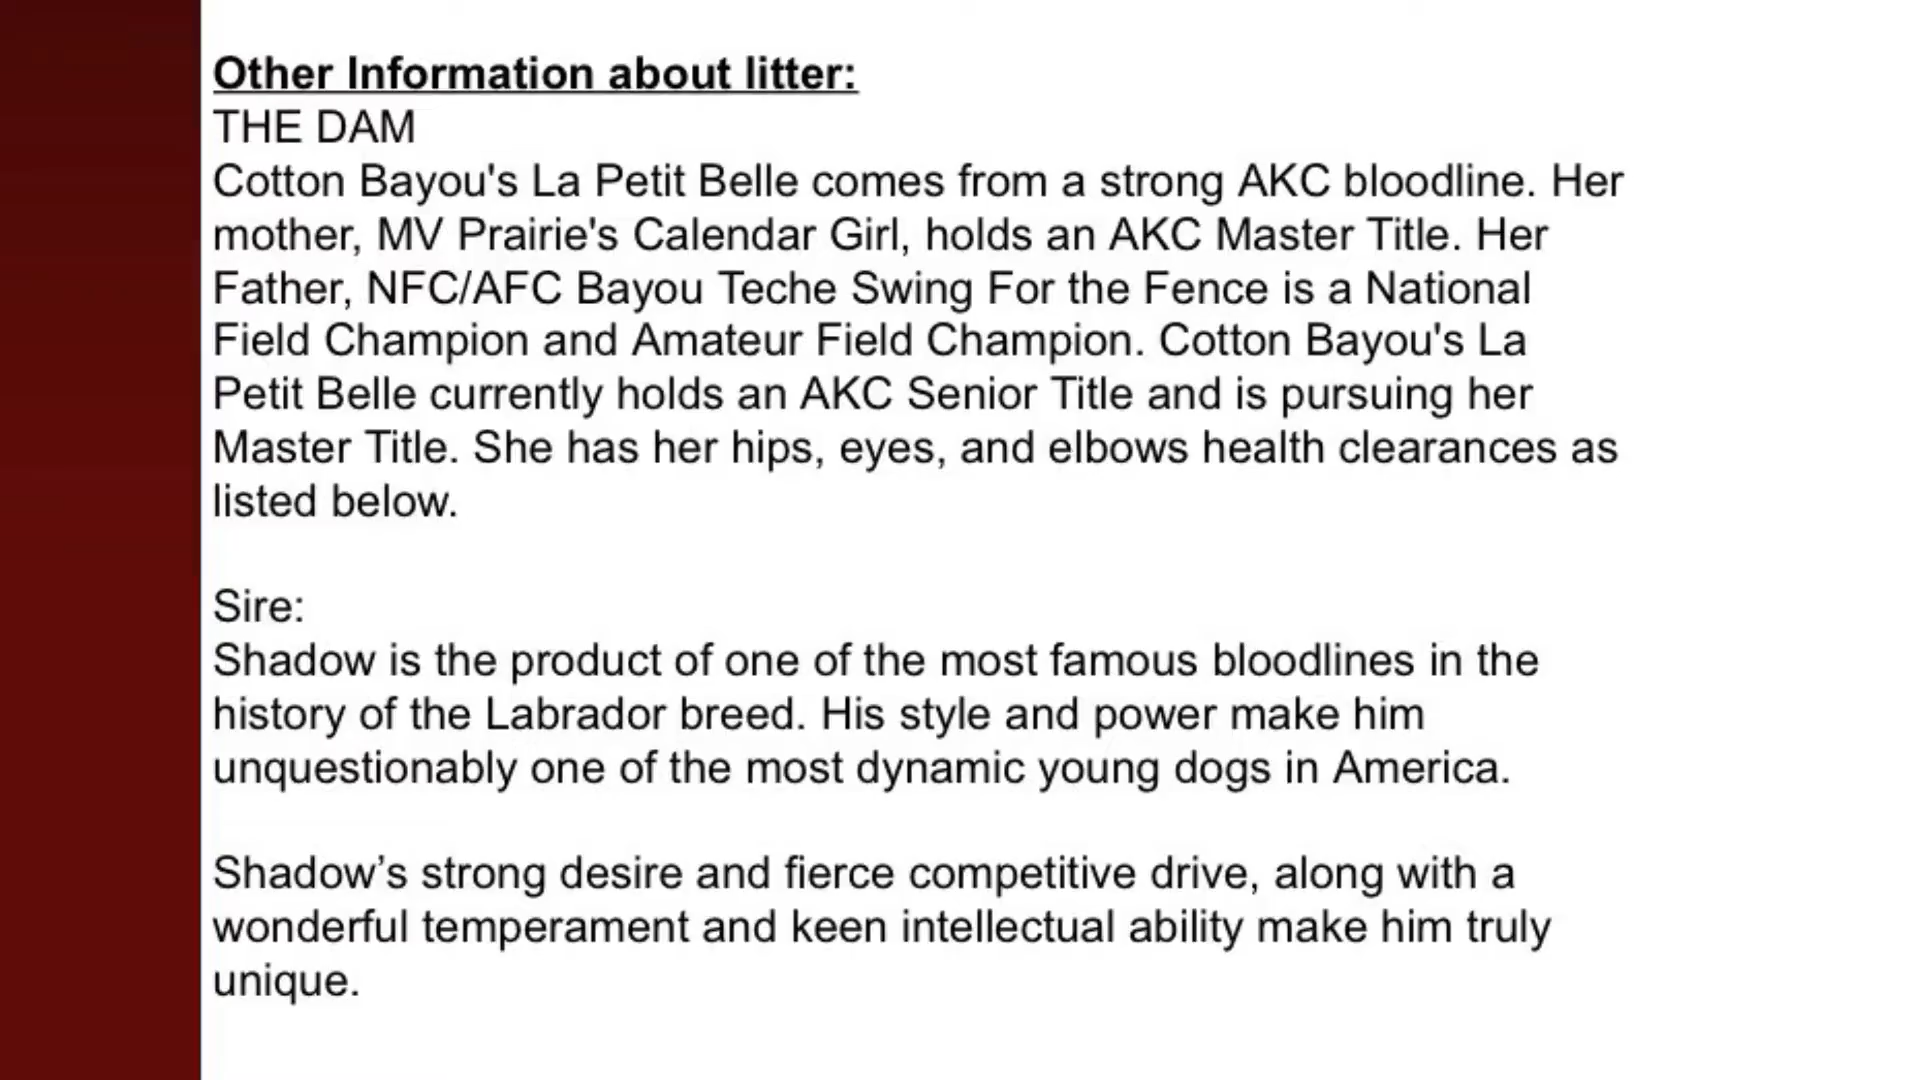 Other Information about litter:
THE DAM
Cotton Bayou's La Petit Belle comes from a strong AKC bloodline. Her
mother, MV Prairie's Calendar Girl, holds an AKC Master Title. Her
Father, NFC/AFC Bayou Teche Swing For the Fence is a National
Field Champion and Amateur Field Champion. Cotton Bayou's La
Petit Belle currently holds an AKC Senior Title and is pursuing her
Master Title. She has her hips, eyes, and elbows health clearances as
listed below.
Sire:
Shadow is the product of one of the most famous bloodlines in the
history of the Labrador breed. His style and power make him
unquestionably one of the most dynamic young dogs in America.
Shadow’s strong desire and fierce competitive drive, along with a
wonderful temperament and keen intellectual ability make him truly
unique.